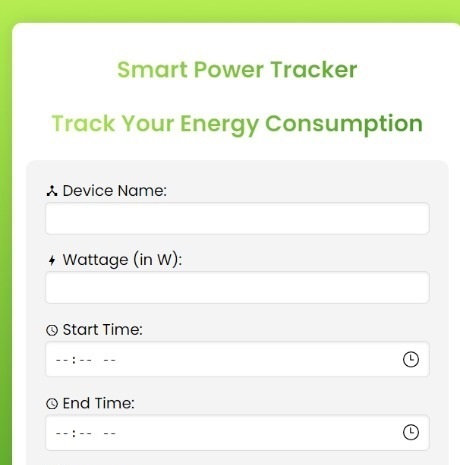 Smart Power Tracker
Track Your Energy Consumption
Device Name:
Wattage (in W):
Start Time:
--:-- --
End Time:
--:-- --